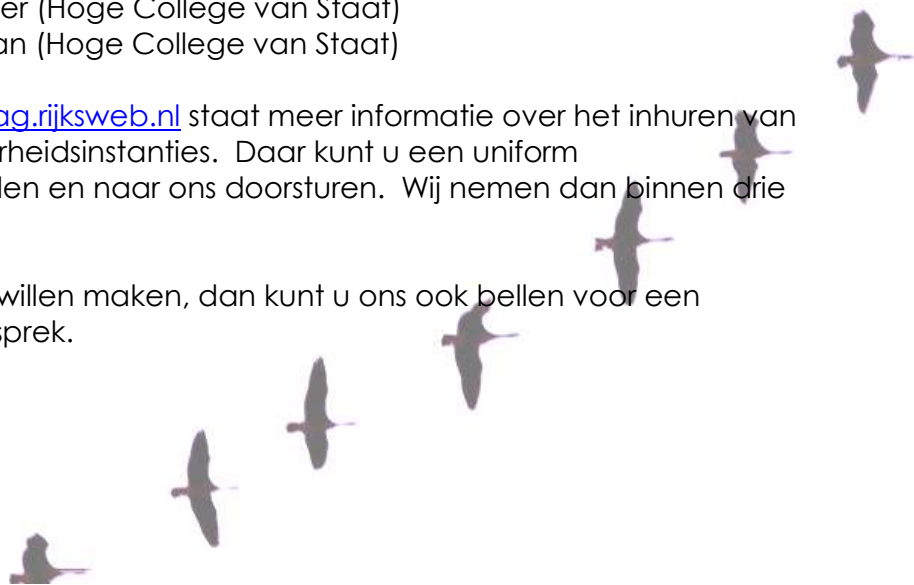 er (Hoge College van Staat)
an (Hoge College van Staat)
ag.rijksweb.nl staat meer informatie over het inhuren van
rheidsinstanties.  Daar kunt u een uniform
len en naar ons doorsturen.  Wij nemen dan binnen drie
willen maken, dan kunt u ons ook bellen voor een
sprek.